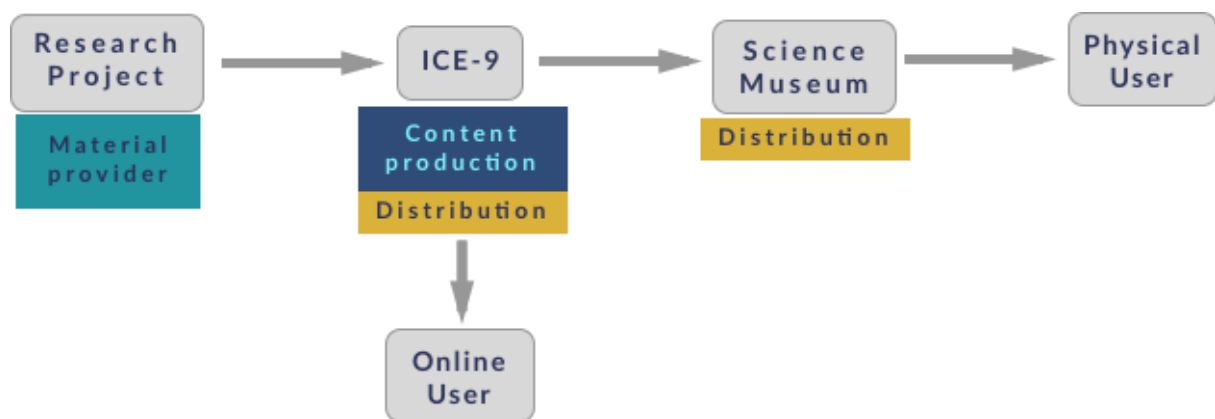 Research
Project
Material
provider
ICE-9
Content
production
Distribution
Online
User
Science
Museum
Distribution
Physical
User